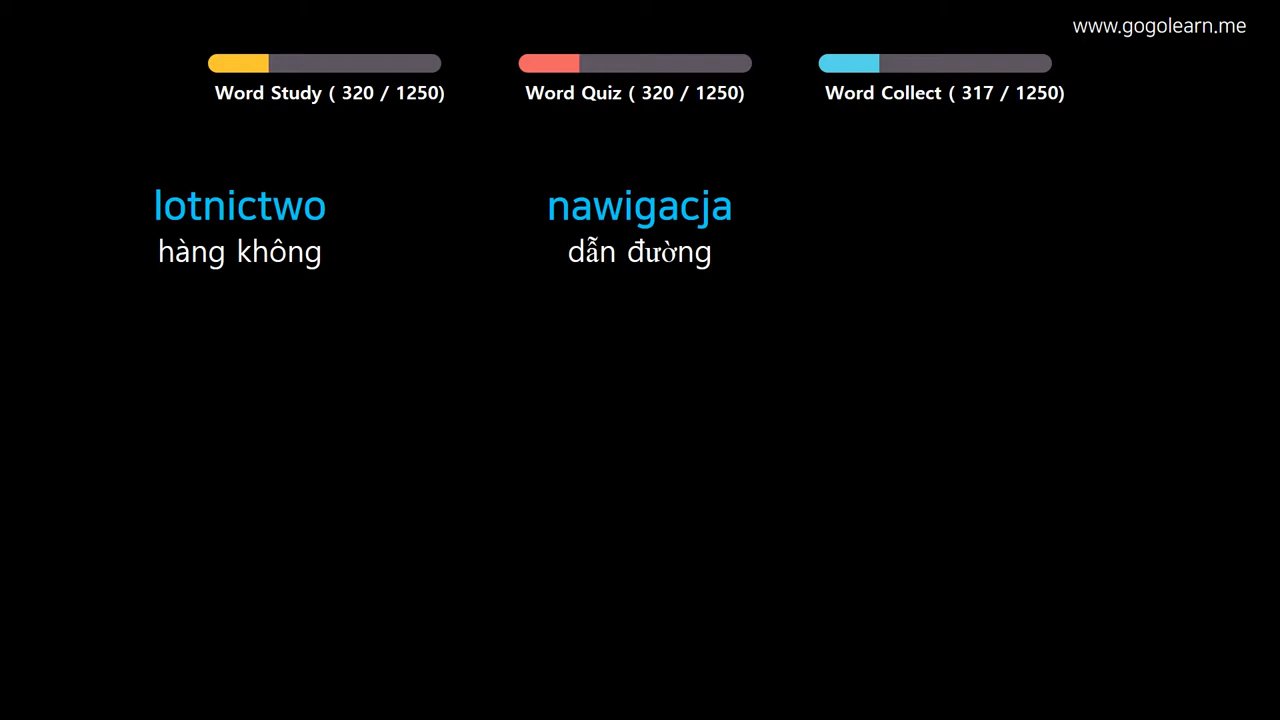 www.gogolearn.me
Word Study ( 320 / 1250)
Word Quiz ( 320 / 1250)
Word Collect ( 317 / 1250)
lotnictwo
hàng không
nawigacja
dẫn đường